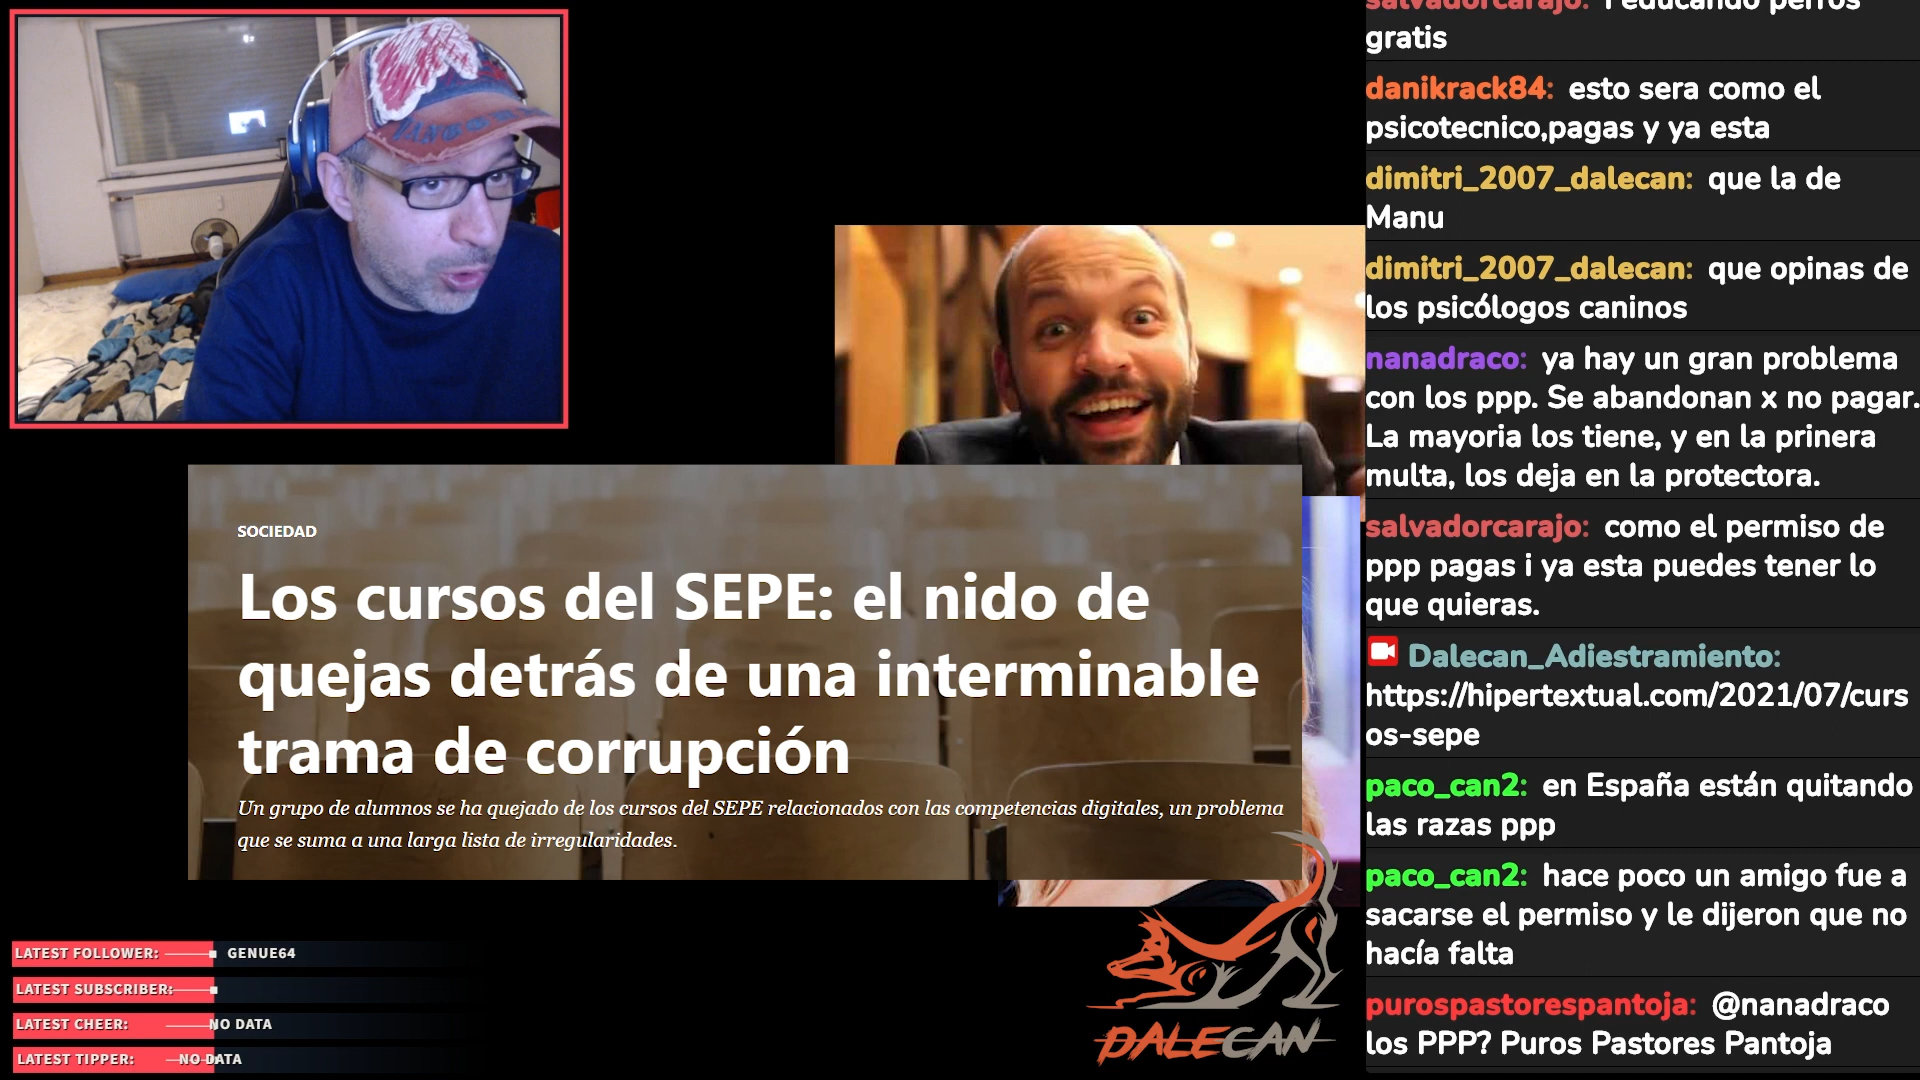 salvadorcarajo: i educando perros
gratis
danikrack84: esto sera como el
psicotecnico,pagas y ya esta
dimitri_2007_dalecan: que la de
Manu
dimitri_2007_dalecan: que opinas de
los psicólogos caninos
nanadraco: ya hay un gran problema
con los ppp. Se abandonan x no pagar.
La mayoria los tiene, y en la prinera
multa, los deja en la protectora.
salvadorcarajo: como el permiso de
ppp pagas i ya esta puedes tener lo
que quieras.
Dalecan_Adiestramiento:
https://hipertextual.com/2021/07/curs
os-sepe
paco_can2: en España están quitando
las razas ppp
paco_can2: hace poco un amigo fue a
sacarse el permiso y le dijeron que no
hacía falta
purospastorespantoja: @nanadraco
los PPP? Puros Pastores Pantoja
SOCIEDAD
Los cursos del SEPE: el nido de
quejas detrás de una interminable
trama de corrupción
Un grupo de alumnos se ha quejado de los cursos del SEPE relacionados con las competencias digitales, un problema
que se suma a una larga lista de irregularidades.
LATEST FOLLOWER: GENUE64
LATEST SUBSCRIBER:
LATEST CHEER: NO DATA
LATEST TIPPER: NO DATA
DALECAN